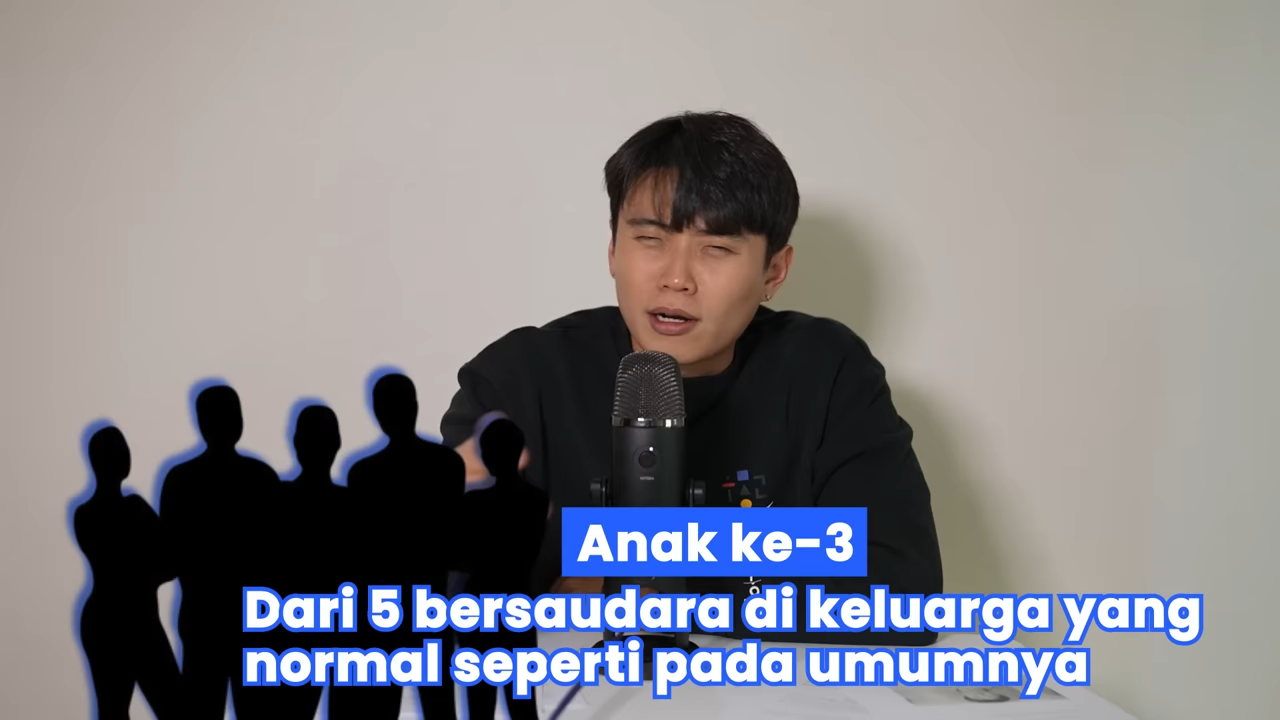 Anak ke-3
Dari 5 bersaudara di keluarga yang
normal seperti pada umumnya